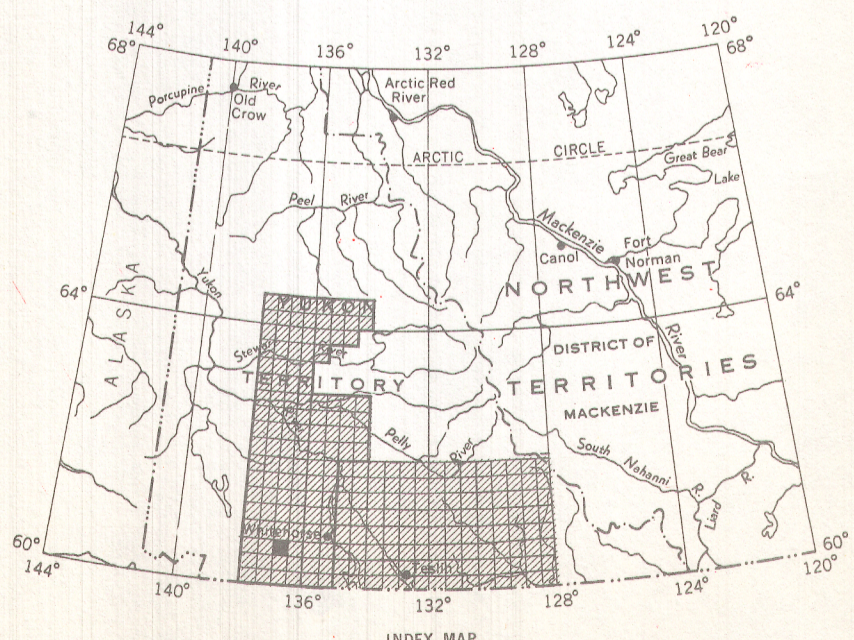 144°
140°
136°
132°
128°
124°
120°
68°
68°
Porcupine River
Old
Crow
Arctic Red
River
ARCTIC CIRCLE
Great Bear
Lake
Peel River
Mackenzie
Canol
Fort
Norman
Yukon
NORTHWEST
64°
64°
ALASKA
YUKON
Stewart River
River
DISTRICT OF
TERRITORY
TERRITORIES
MACKENZIE
Pelly
River
South Nahanni R.
Liard R.
Whitehorse
Teslin
60°
60°
144°
140°
136°
132°
128°
124°
120°
INDEX MAP